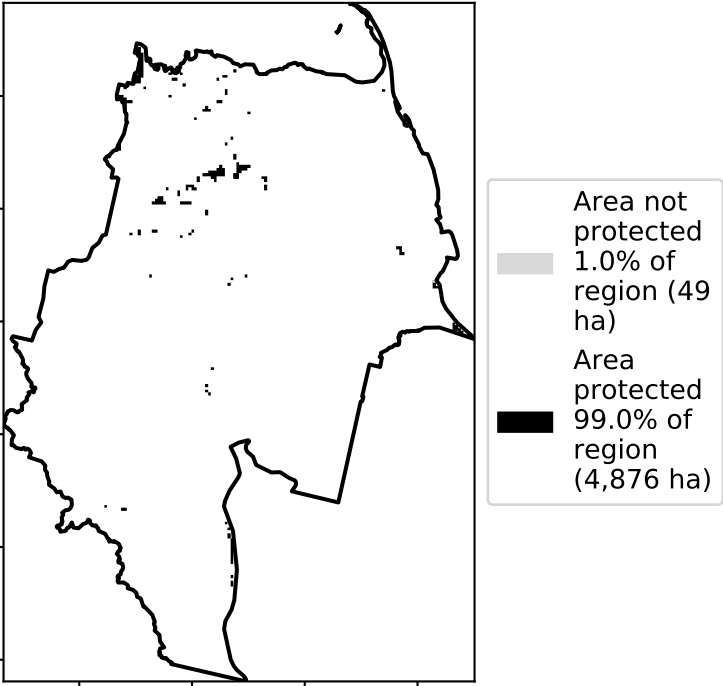 Area not
protected
1.0% of
region (49
ha)
Area
protected
99.0% of
region
(4,876 ha)